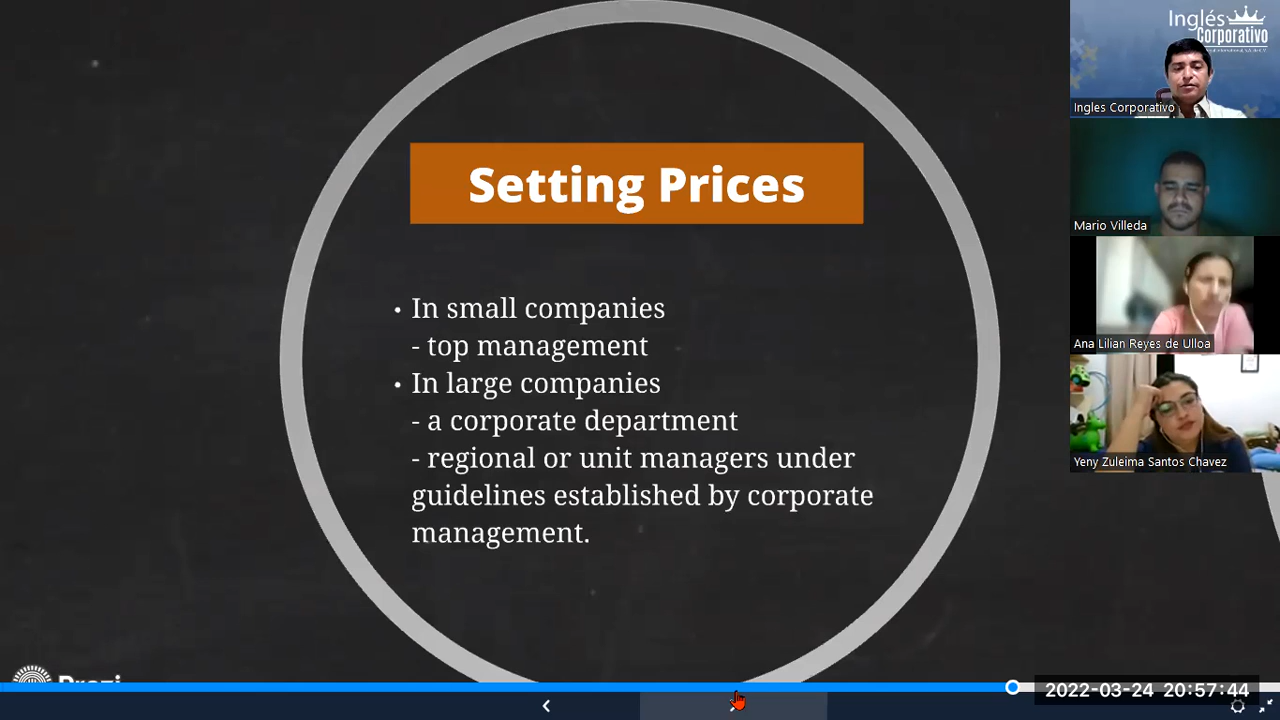 Setting Prices
• In small companies
- top management
• In large companies
- a corporate department
- regional or unit managers under
guidelines established by corporate
management.
Inglés
Corporativo
Ingles Corporativo
Mario Villeda
Ana Lilian Reyes de Ulloa
Yeny Zuleima Santos Chavez
Prezi
2022-03-24 20:57:44